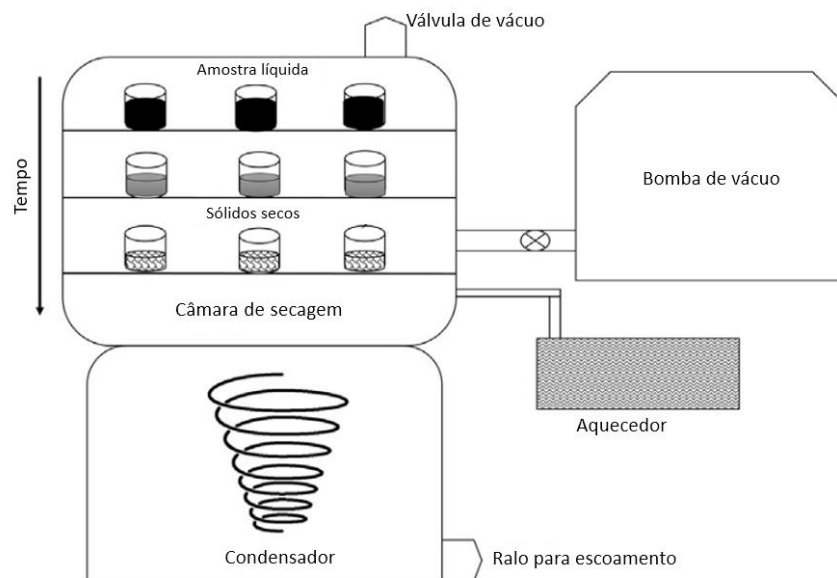 Válvula de vácuo
Amostra líquida
Tempo
Bomba de vácuo
Sólidos secos
Câmara de secagem
Aquecedor
Condensador
Ralo para escoamento